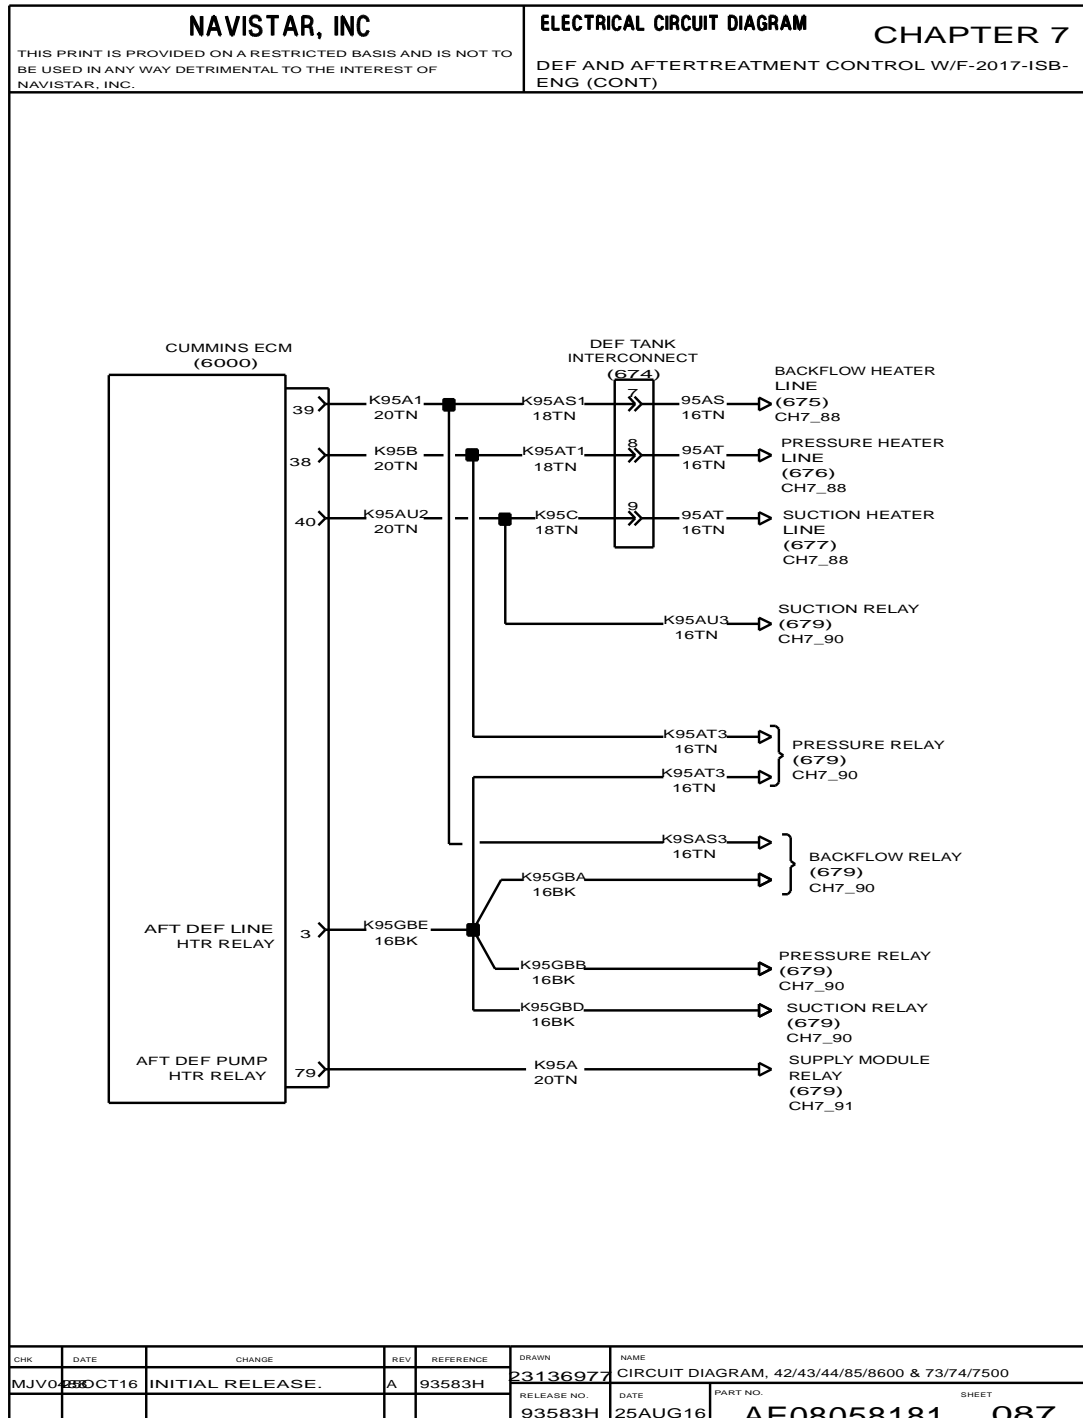 NAVISTAR, INC
THIS PRINT IS PROVIDED ON A RESTRICTED BASIS AND IS NOT TO
BE USED IN ANY WAY DETRIMENTAL TO THE INTEREST OF
NAVISTAR, INC.
ELECTRICAL CIRCUIT DIAGRAM
CHAPTER 7
DEF AND AFTERTREATMENT CONTROL W/F-2017-ISB-
ENG (CONT)
CUMMINS ECM
(6000)
DEF TANK
INTERCONNECT
(674)
39
K95A1
20TN
K95AS1
18TN
7
95AS
16TN
BACKFLOW HEATER
LINE
(675)
CH7_88
38
K95B
20TN
K95AT1
18TN
8
95AT
16TN
PRESSURE HEATER
LINE
(676)
CH7_88
40
K95AU2
20TN
K95C
18TN
9
95AT
16TN
SUCTION HEATER
LINE
(677)
CH7_88
K95AU3
16TN
SUCTION RELAY
(679)
CH7_90
K95AT3
16TN
K95AT3
16TN
PRESSURE RELAY
(679)
CH7_90
K9SAS3
16TN
K95GBA
16BK
BACKFLOW RELAY
(679)
CH7_90
AFT DEF LINE
HTR RELAY
3
K95GBE
16BK
K95GBB
16BK
PRESSURE RELAY
(679)
CH7_90
K95GBD
16BK
SUCTION RELAY
(679)
CH7_90
AFT DEF PUMP
HTR RELAY
79
K95A
20TN
SUPPLY MODULE
RELAY
(679)
CH7_91
CHK DATE CHANGE REV REFERENCE
INITIAL RELEASE. A 93583H
DRAWN
23136977
NAME
CIRCUIT DIAGRAM, 42/43/44/85/8600 & 73/74/7500
RELEASE NO.
93583H
DATE
25AUG16
PART NO.
AE08058181
SHEET
087